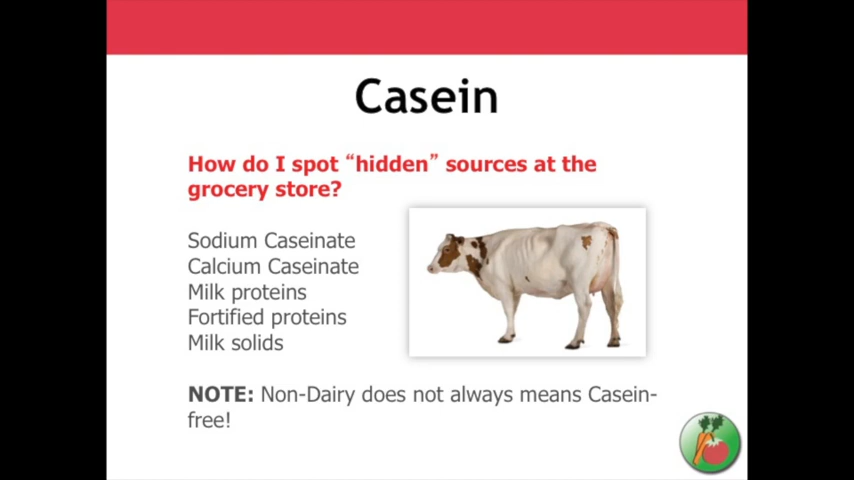 Casein
How do I spot “hidden” sources at the
grocery store?
Sodium Caseinate
Calcium Caseinate
Milk proteins
Fortified proteins
Milk solids
NOTE: Non-Dairy does not always means Casein-
free!